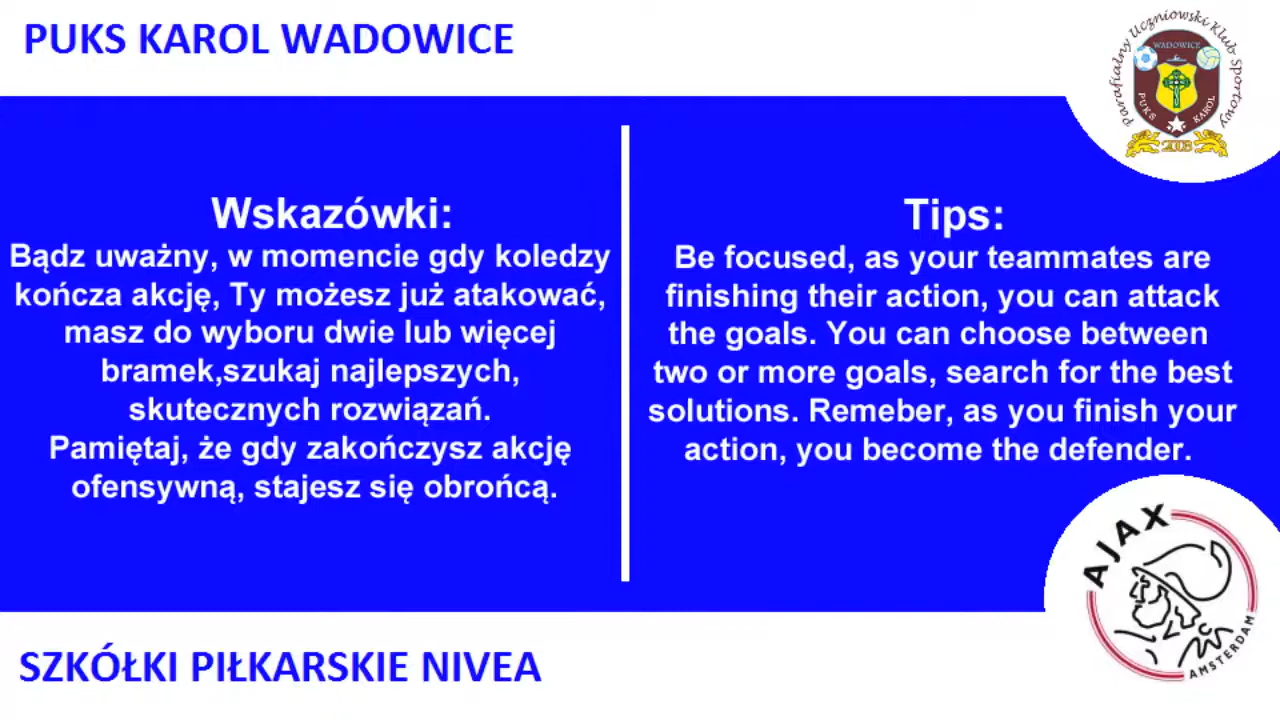 PUKS KAROL WADOWICE
Parafialny Uczniowski Klub Sportowy
WADOWICE
PUKS
KAROL
2008
Wskazówki:
Bądz uważny, w momencie gdy koledzy
kończa akcję, Ty możesz już atakować,
masz do wyboru dwie lub więcej
bramek,szukaj najlepszych,
skutecznych rozwiązań.
Pamiętaj, że gdy zakończysz akcję
ofensywną, stajesz się obrońcą.
Tips:
Be focused, as your teammates are
finishing their action, you can attack
the goals. You can choose between
two or more goals, search for the best
solutions. Remeber, as you finish your
action, you become the defender.
AJAX
AMSTERDAM
SZKÓŁKI PIŁKARSKIE NIVEA